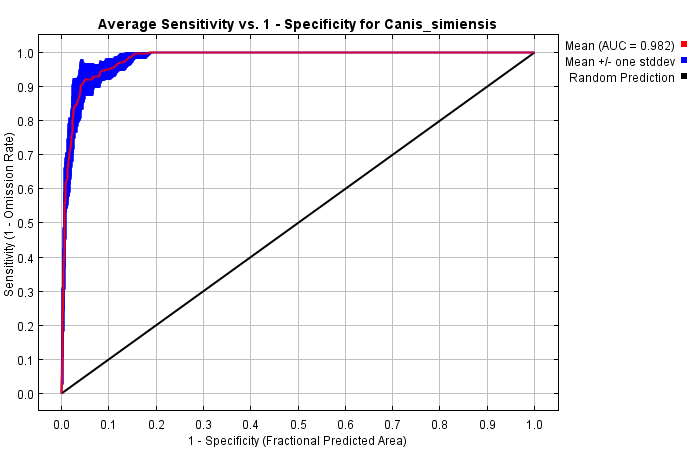 Average Sensitivity vs. 1 - Specificity for Canis_simiensis
Mean (AUC = 0.982)
Mean +/- one stddev
Random Prediction
Sensitivity (1 - Omission Rate)
1.0
0.9
0.8
0.7
0.6
0.5
0.4
0.3
0.2
0.1
0.0
0.0 0.1 0.2 0.3 0.4 0.5 0.6 0.7 0.8 0.9 1.0
1 - Specificity (Fractional Predicted Area)